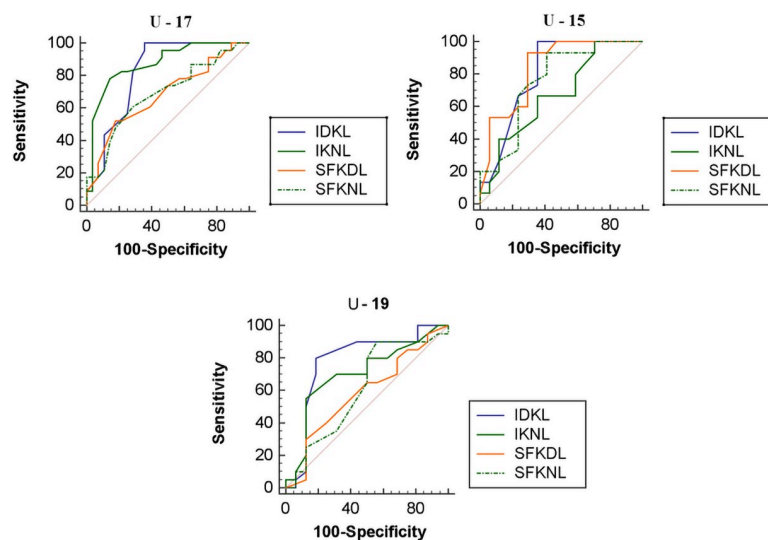 U - 17
100
80
60
40
20
0
Sensitivity
0 40 80
100-Specificity
IDKL
IKNL
SFKDL
SFKNL
U - 15
100
80
60
40
20
0
Sensitivity
0 40 80
100-Specificity
IDKL
IKNL
SFKDL
SFKNL
U - 19
100
80
60
40
20
0
Sensitivity
0 40 80
100-Specificity
IDKL
IKNL
SFKDL
SFKNL